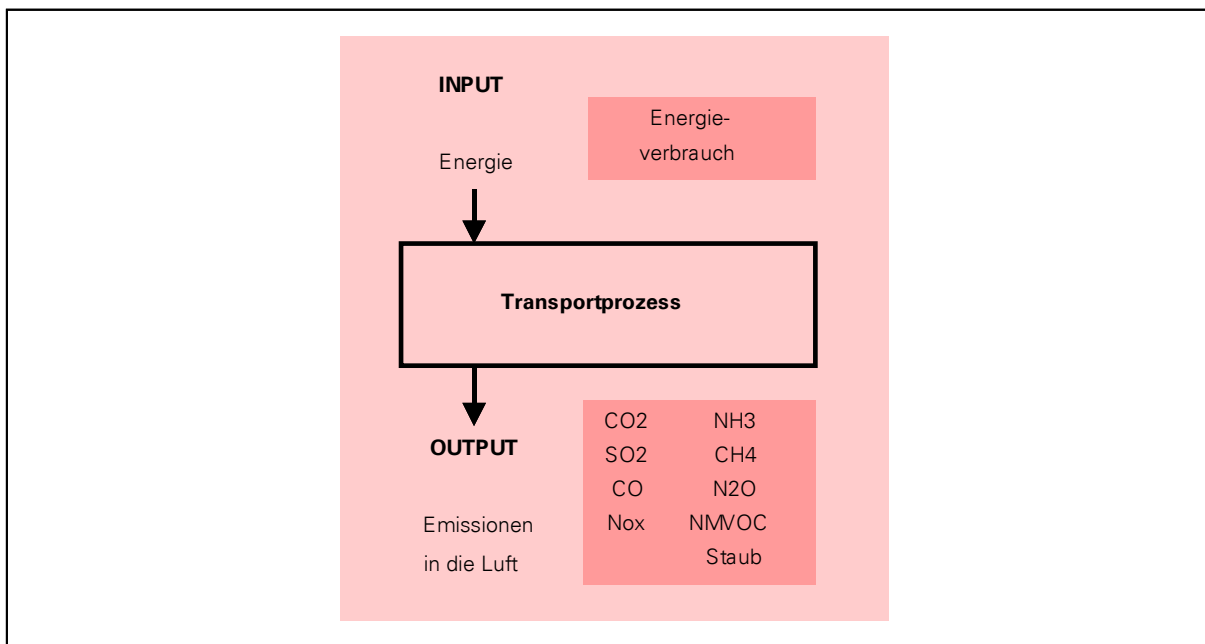 INPUT
Energie-
verbrauch
Energie
Transportprozess
CO2 NH3
SO2 CH4
OUTPUT
CO N2O
Nox NMVOC
Staub
Emissionen
in die Luft